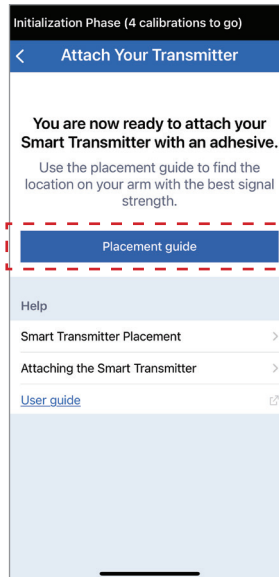 Initialization Phase (4 calibrations to go)
Attach Your Transmitter
You are now ready to attach your
Smart Transmitter with an adhesive.
Use the placement guide to find the
location on your arm with the best signal
strength.
Placement guide
Help
Smart Transmitter Placement
Attaching the Smart Transmitter
User guide